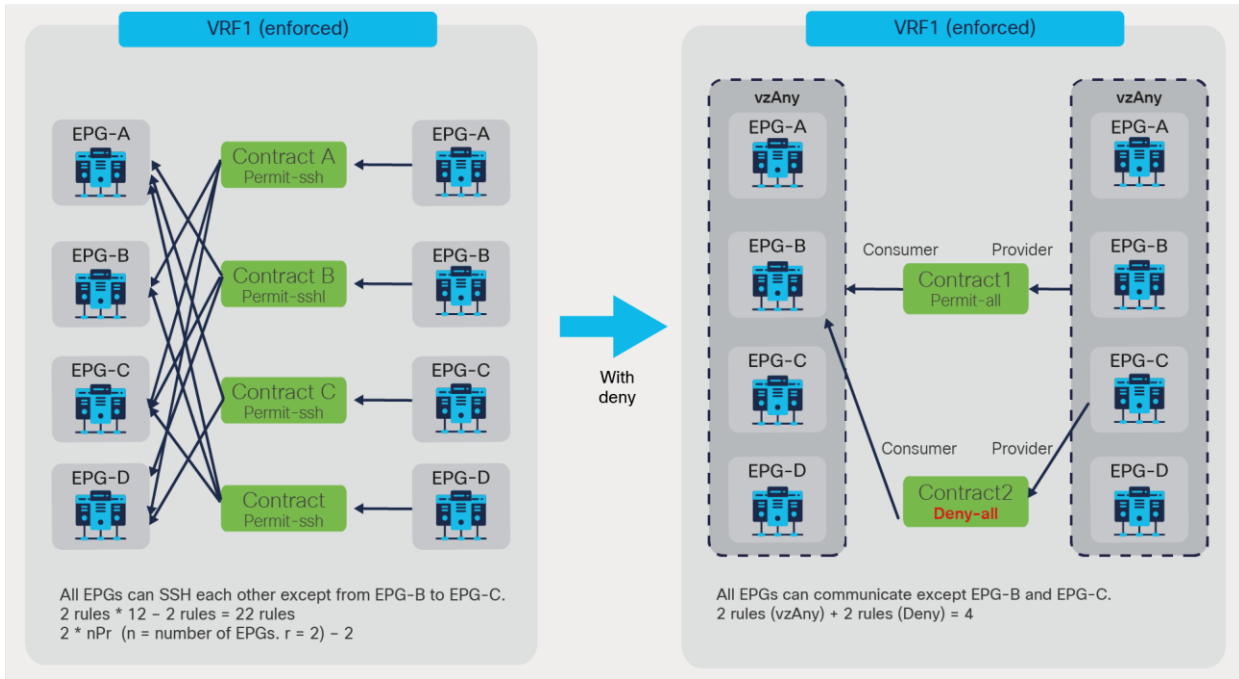 VRF1 (enforced)
EPG-A
EPG-B
EPG-C
EPG-D
Contract A
Permit-ssh
Contract B
Permit-sshl
Contract C
Permit-ssh
Contract
Permit-ssh
EPG-A
EPG-B
EPG-C
EPG-D
All EPGs can SSH each other except from EPG-B to EPG-C.
2 rules * 12 – 2 rules = 22 rules
2 * nPr (n = number of EPGs. r = 2) – 2
With
deny
VRF1 (enforced)
vzAny
EPG-A
EPG-B
EPG-C
EPG-D
Consumer
Provider
Contract1
Permit-all
Consumer
Provider
Contract2
Deny-all
vzAny
EPG-A
EPG-B
EPG-C
EPG-D
All EPGs can communicate except EPG-B and EPG-C.
2 rules (vzAny) + 2 rules (Deny) = 4